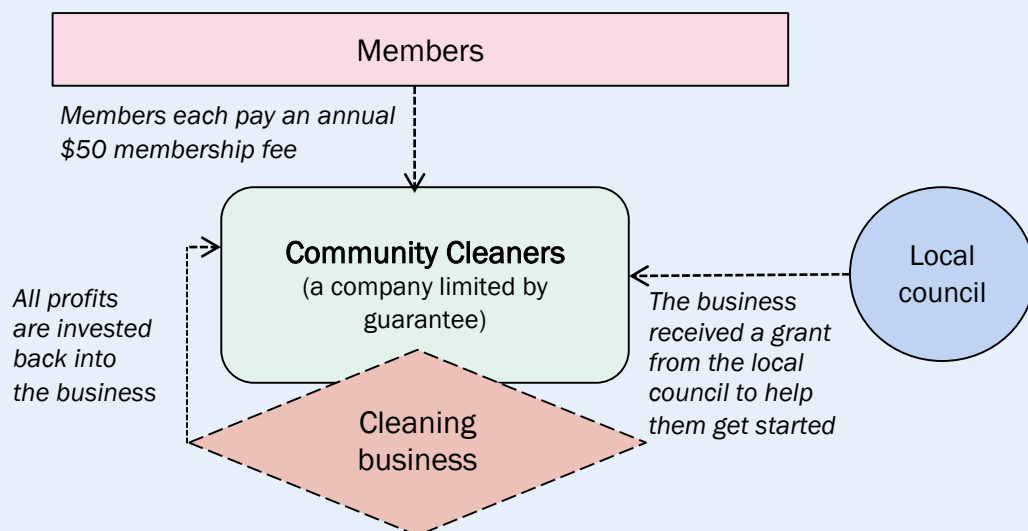 Members
Members each pay an annual
$50 membership fee
Community Cleaners
(a company limited by
guarantee)
Local
council
All profits
are invested
back into
the business
The business
received a grant
from the local
council to help
them get started
Cleaning
business